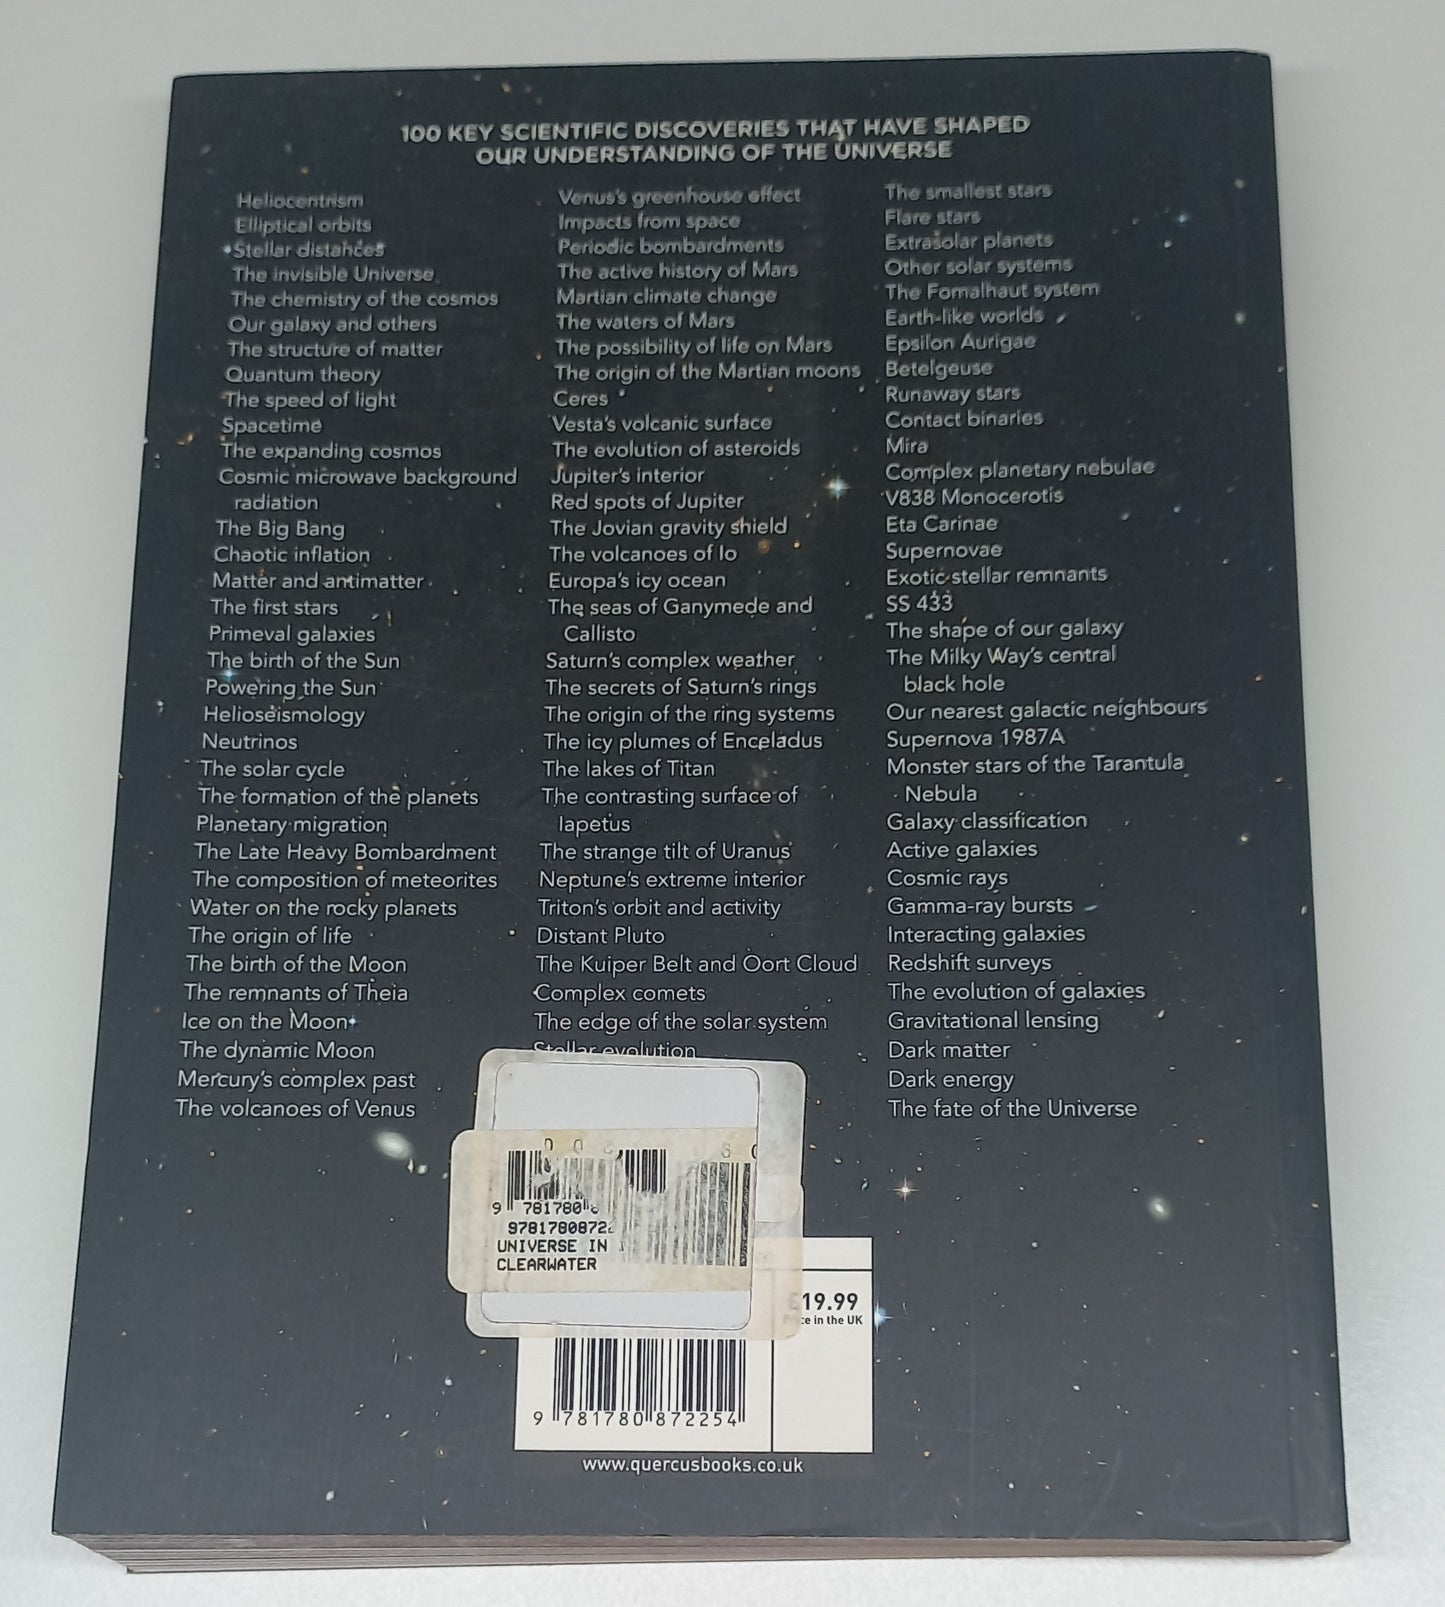 100 KEY SCIENTIFIC DISCOVERIES THAT HAVE SHAPED
OUR UNDERSTANDING OF THE UNIVERSE
Heliocentrism
Elliptical orbits
Stellar distances
The invisible Universe
The chemistry of the cosmos
Our galaxy and others
The structure of matter
Quantum theory
The speed of light
Spacetime
The expanding cosmos
Cosmic microwave background
radiation
The Big Bang
Chaotic inflation
Matter and antimatter
The first stars
Primeval galaxies
The birth of the Sun
Powering the Sun
Helioseismology
Neutrinos
The solar cycle
The formation of the planets
Planetary migration
The Late Heavy Bombardment
The composition of meteorites
Water on the rocky planets
The origin of life
The birth of the Moon
The remnants of Theia
Ice on the Moon
The dynamic Moon
Mercury's complex past
The volcanoes of Venus
Venus's greenhouse effect
Impacts from space
Periodic bombardments
The active history of Mars
Martian climate change
The waters of Mars
The possibility of life on Mars
The origin of the Martian moons
Ceres
Vesta's volcanic surface
The evolution of asteroids
Jupiter's interior
Red spots of Jupiter
The Jovian gravity shield
The volcanoes of Io
Europa's icy ocean
The seas of Ganymede and
Callisto
Saturn's complex weather
The secrets of Saturn's rings
The origin of the ring systems
The icy plumes of Enceladus
The lakes of Titan
The contrasting surface of
Iapetus
The strange tilt of Uranus
Neptune's extreme interior
Triton's orbit and activity
Distant Pluto
The Kuiper Belt and Oort Cloud
Complex comets
The edge of the solar system
Stellar evolution
The smallest stars
Flare stars
Extrasolar planets
Other solar systems
The Fomalhaut system
Earth-like worlds
Epsilon Aurigae
Betelgeuse
Runaway stars
Contact binaries
Mira
Complex planetary nebulae
V838 Monocerotis
Eta Carinae
Supernovae
Exotic stellar remnants
SS 433
The shape of our galaxy
The Milky Way's central
black hole
Our nearest galactic neighbours
Supernova 1987A
Monster stars of the Tarantula
Nebula
Galaxy classification
Active galaxies
Cosmic rays
Gamma-ray bursts
Interacting galaxies
Redshift surveys
The evolution of galaxies
Gravitational lensing
Dark matter
Dark energy
The fate of the Universe
9 781780
9781780872
UNIVERSE IN
CLEARWATER
19.99
in the UK
9 781780 872254
www.quercusbooks.co.uk